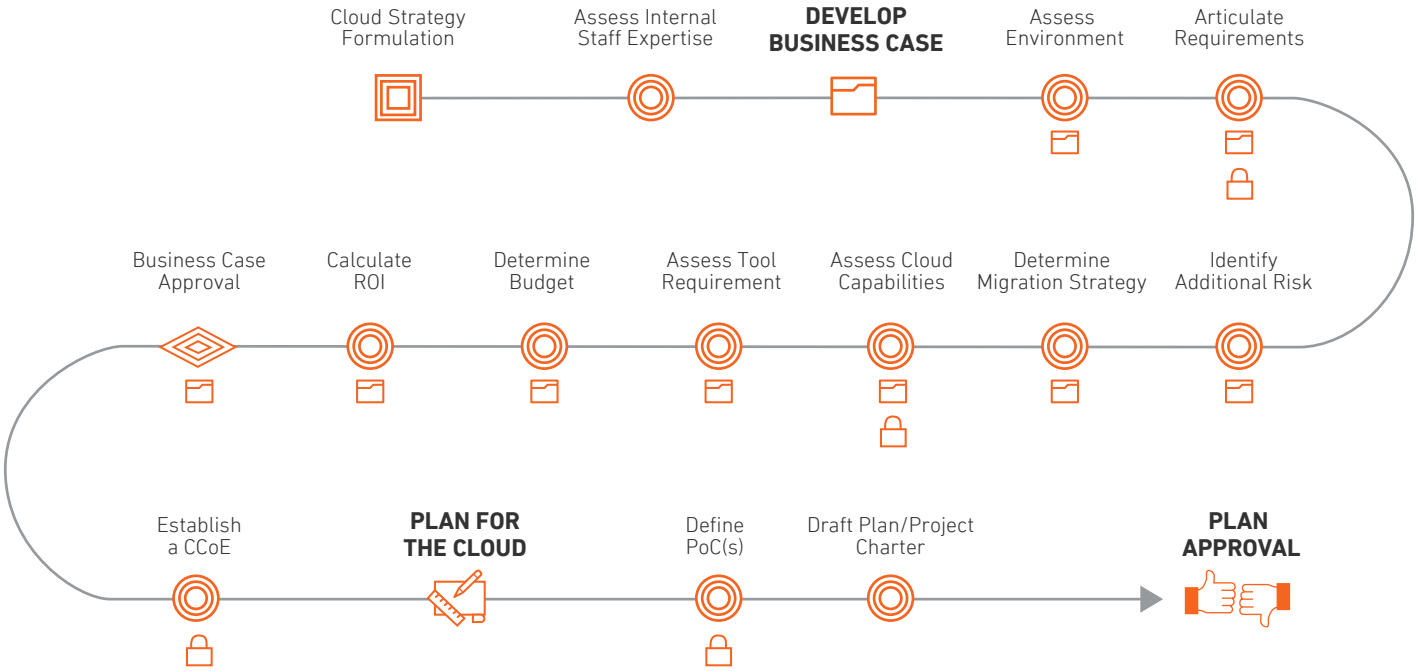 Cloud Strategy
Formulation
Assess Internal
Staff Expertise
DEVELOP
BUSINESS CASE
Assess
Environment
Articulate
Requirements
Business Case
Approval
Calculate
ROI
Determine
Budget
Assess Tool
Requirement
Assess Cloud
Capabilities
Determine
Migration Strategy
Identify
Additional Risk
Establish
a CCoE
PLAN FOR
THE CLOUD
Define
PoC(s)
Draft Plan/Project
Charter
PLAN
APPROVAL